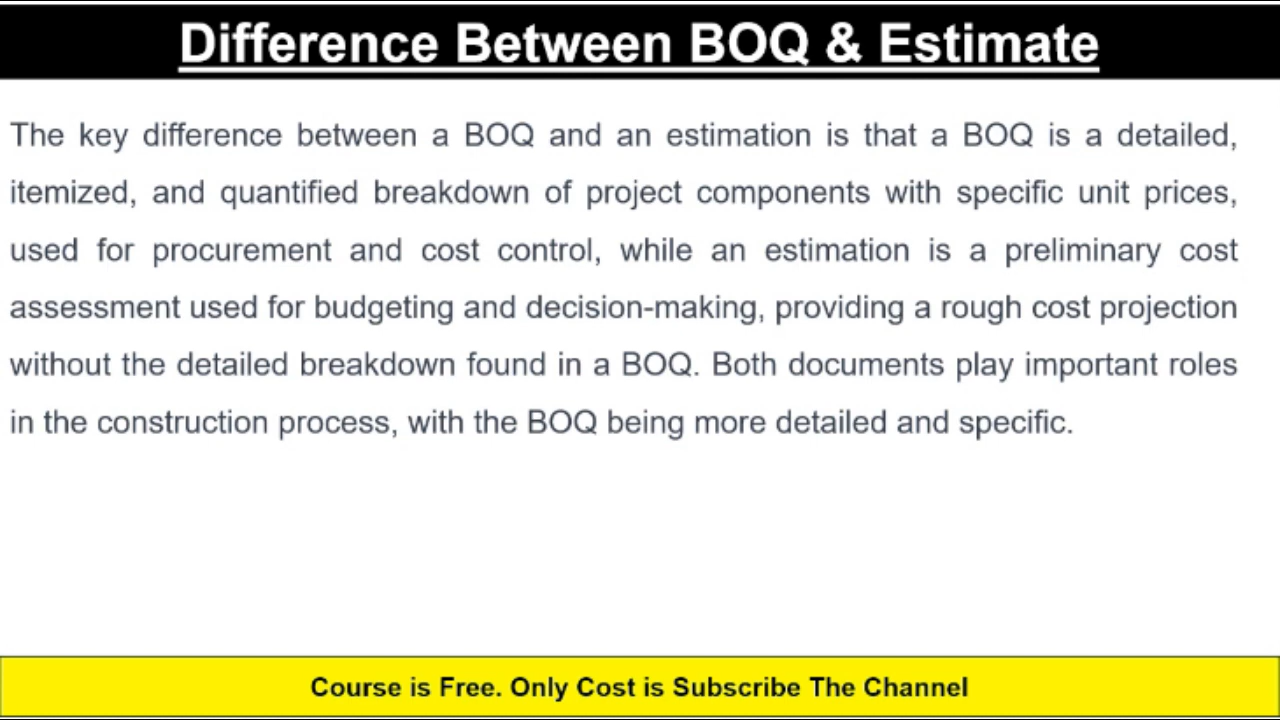 Difference Between BOQ & Estimate
The key difference between a BOQ and an estimation is that a BOQ is a detailed,
itemized, and quantified breakdown of project components with specific unit prices,
used for procurement and cost control, while an estimation is a preliminary cost
assessment used for budgeting and decision-making, providing a rough cost projection
without the detailed breakdown found in a BOQ. Both documents play important roles
in the construction process, with the BOQ being more detailed and specific.
Course is Free. Only Cost is Subscribe The Channel